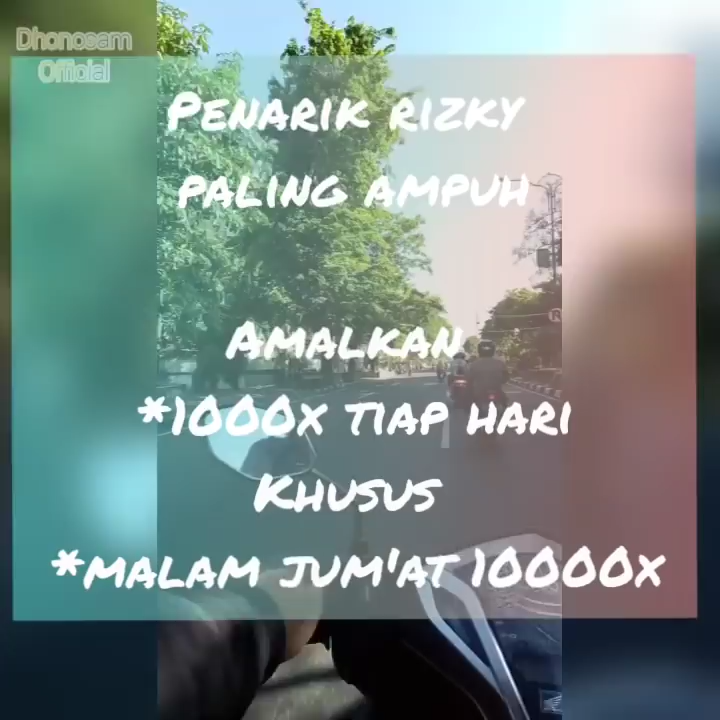 Dhonosam
Official
Penarik rizky
paling ampuh
Amalkan
*1000x tiap hari
Khusus
*malam jum'at 10000x